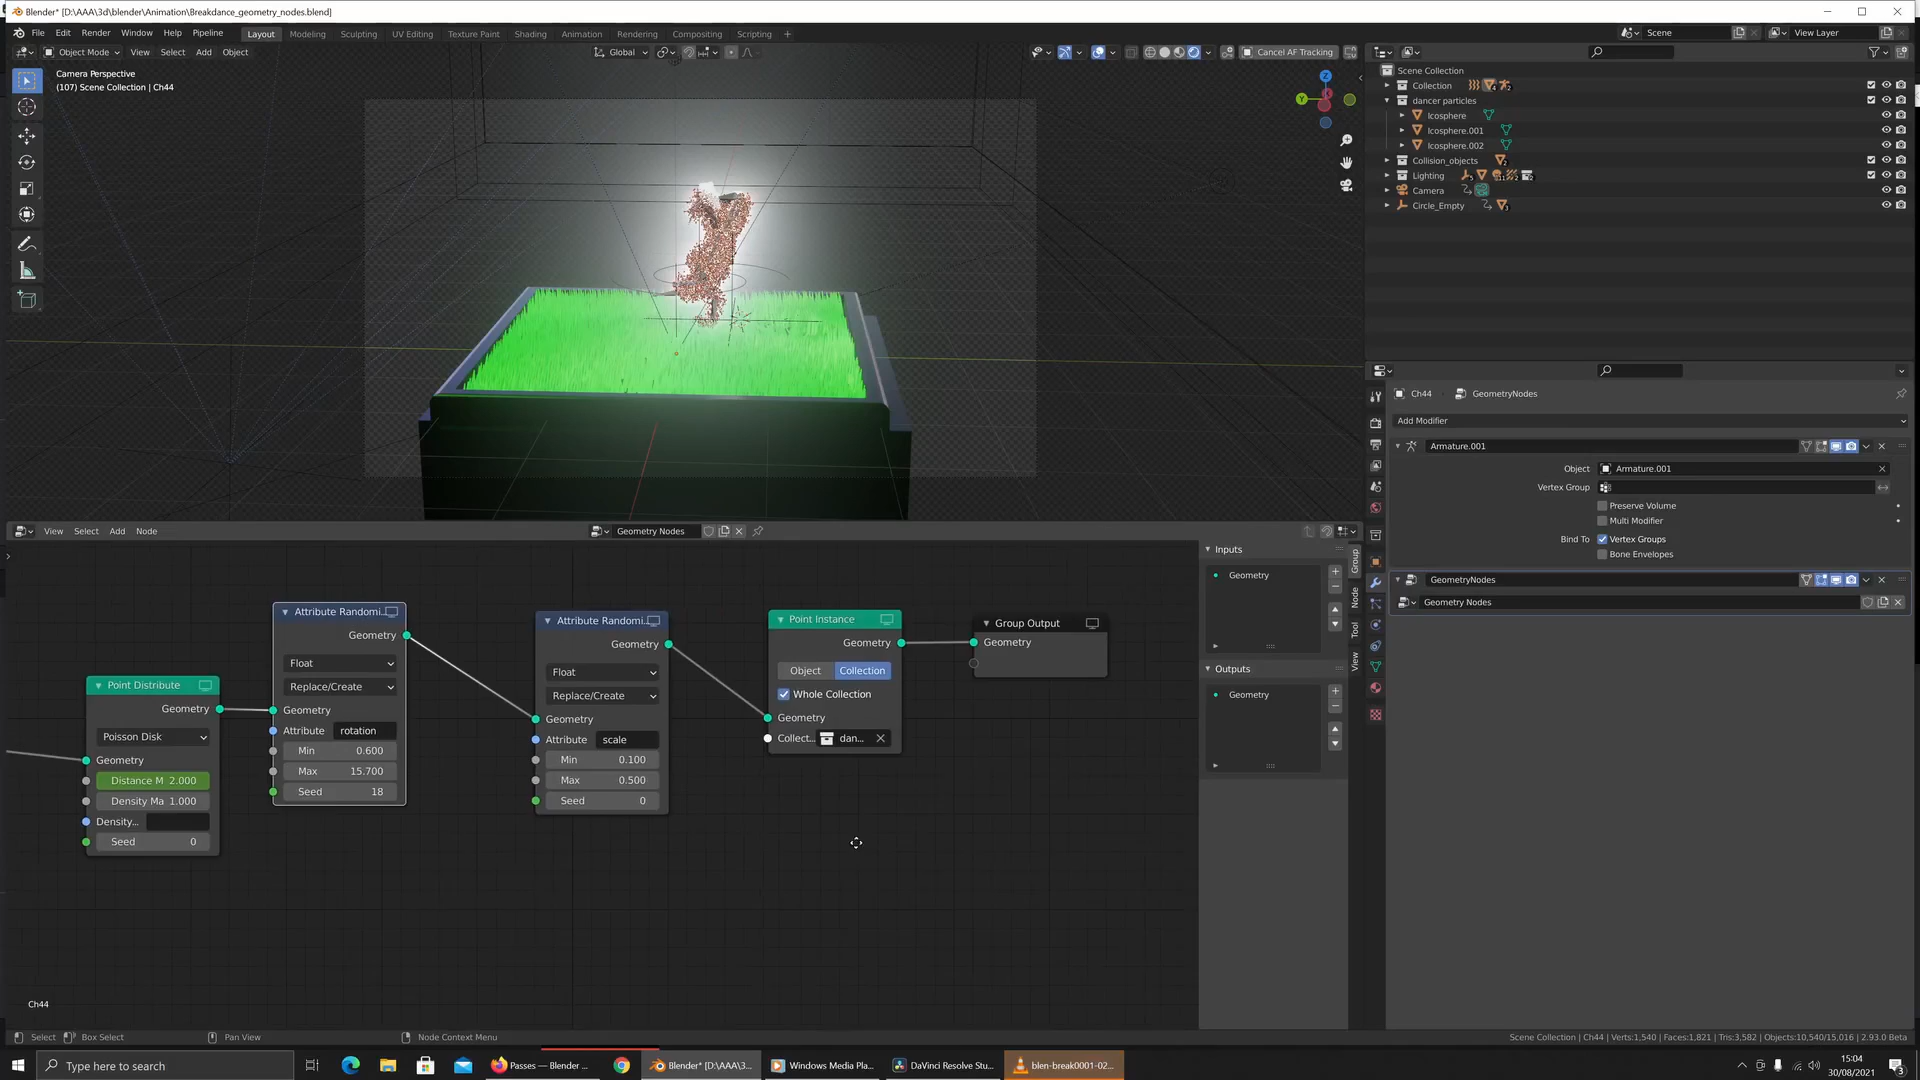 Blender* [D:\AAA\3d\blender\Animation\Breakdance_geometry_nodes.blend]
File Edit Render Window Help Pipeline Layout Modeling Sculpting UV Editing Texture Paint Shading Animation Rendering Compositing Scripting + Scene View Layer
Object Mode View Select Add Object Global Cancel AF Tracking
Camera Perspective
(107) Scene Collection | Ch44
Z
Y
Scene Collection
Collection
dancer particles
Icosphere
Icosphere.001
Icosphere.002
Collision_objects
Lighting
Camera
Circle_Empty
Ch44 GeometryNodes
Add Modifier
Armature.001
Object Armature.001
Vertex Group
Preserve Volume
Multi Modifier
Bind To Vertex Groups
Bone Envelopes
GeometryNodes
Geometry Nodes
View Select Add Node Geometry Nodes
Point Distribute
Geometry
Poisson Disk
Geometry
Distance M 2.000
Density Ma 1.000
Density...
Seed 0
Attribute Randomi...
Geometry
Float
Replace/Create
Geometry
Attribute rotation
Min 0.600
Max 15.700
Seed 18
Attribute Randomi...
Geometry
Float
Replace/Create
Geometry
Attribute scale
Min 0.100
Max 0.500
Seed 0
Point Instance
Geometry
Object Collection
Whole Collection
Geometry
Collect... dan...
Group Output
Geometry
Inputs
Geometry
Outputs
Geometry
Group
Node
Tool
View
Ch44
Select Box Select Pan View Node Context Menu
Scene Collection | Ch44 | Verts:1,540 | Faces:1,821 | Tris:3,582 | Objects:10,540/15,016 | 2.93.0 Beta
Type here to search
Passes — Blender ...
Blender* [D:\AAA\3...
Windows Media Pla...
DaVinci Resolve Stu...
blen-break0001-02...
15:04
30/08/2021
3